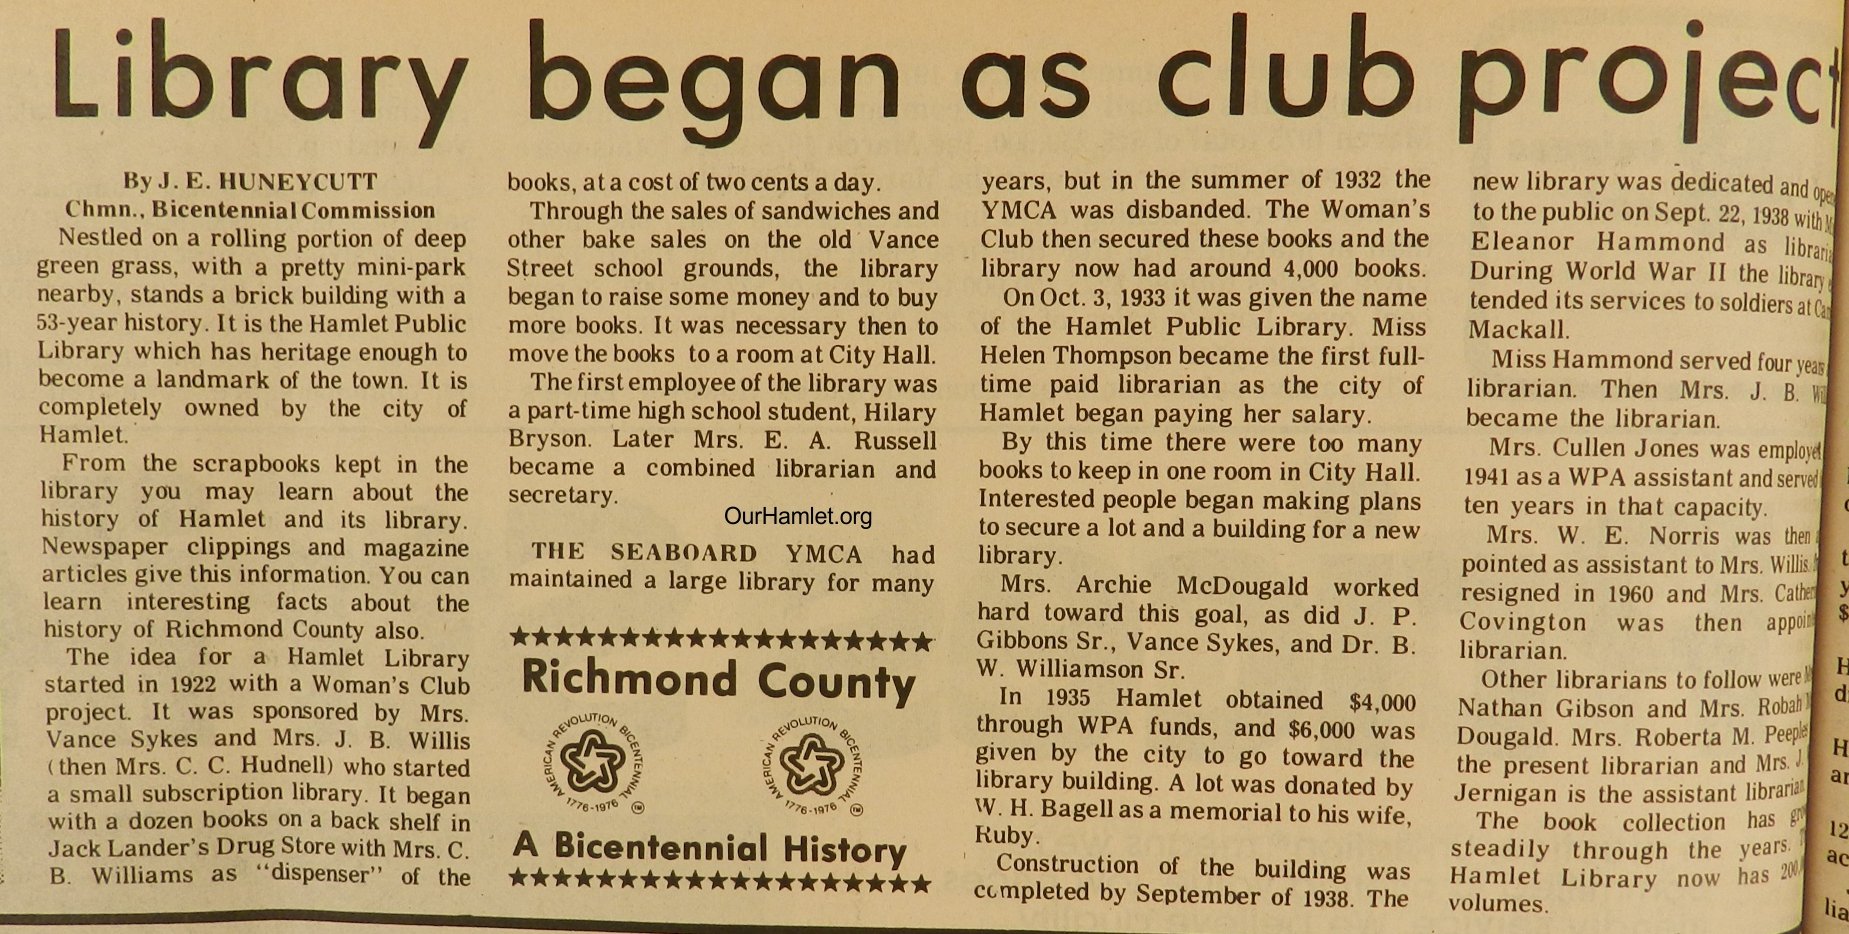 Library began as club project
By J. E. HUNEYCUTT
Chmn., Bicentennial Commission
Nestled on a rolling portion of deep
green grass, with a pretty mini-park
nearby, stands a brick building with a
53-year history. It is the Hamlet Public
Library which has heritage enough to
become a landmark of the town. It is
completely owned by the city of
Hamlet.
From the scrapbooks kept in the
library you may learn about the
history of Hamlet and its library.
Newspaper clippings and magazine
articles give this information. You can
learn interesting facts about the
history of Richmond County also.
The idea for a Hamlet Library
started in 1922 with a Woman's Club
project. It was sponsored by Mrs.
Vance Sykes and Mrs. J. B. Willis
(then Mrs. C. C. Hudnell) who started
a small subscription library. It began
with a dozen books on a back shelf in
Jack Lander's Drug Store with Mrs. C.
B. Williams as "dispenser" of the
books, at a cost of two cents a day.
Through the sales of sandwiches and
other bake sales on the old Vance
Street school grounds, the library
began to raise some money and to buy
more books. It was necessary then to
move the books to a room at City Hall.
The first employee of the library was
a part-time high school student, Hilary
Bryson. Later Mrs. E. A. Russell
became a combined librarian and
secretary.
OurHamlet.org
THE SEABOARD YMCA had
maintained a large library for many
Richmond County
AMERICAN REVOLUTION BICENTENNIAL
1776-1976
AMERICAN REVOLUTION BICENTENNIAL
1776-1976
A Bicentennial History
years, but in the summer of 1932 the
YMCA was disbanded. The Woman's
Club then secured these books and the
library now had around 4,000 books.
On Oct. 3, 1933 it was given the name
of the Hamlet Public Library. Miss
Helen Thompson became the first full-
time paid librarian as the city of
Hamlet began paying her salary.
By this time there were too many
books to keep in one room in City Hall.
Interested people began making plans
to secure a lot and a building for a new
library.
Mrs. Archie McDougald worked
hard toward this goal, as did J. P.
Gibbons Sr., Vance Sykes, and Dr. B.
W. Williamson Sr.
In 1935 Hamlet obtained $4,000
through WPA funds, and $6,000 was
given by the city to go toward the
library building. A lot was donated by
W. H. Bagell as a memorial to his wife,
Ruby.
Construction of the building was
completed by September of 1938. The
new library was dedicated and
to the public on Sept. 22, 1938 with
Eleanor Hammond as
During World War II the library
tended its services to soldiers at
Mackall.
Miss Hammond served four years
librarian. Then Mrs. J. B.
became the librarian.
Mrs. Cullen Jones was
1941 as a WPA assistant and served
ten years in that capacity.
Mrs. W. E. Norris was then
pointed as assistant to Mrs. Willis.
resigned in 1960 and Mrs.
Covington was then
librarian.
Other librarians to follow were
Nathan Gibson and Mrs. Robah
Dougald. Mrs. Roberta M. Peeples
the present librarian and Mrs. J.
Jernigan is the assistant librarian.
The book collection has
steadily through the years.
Hamlet Library now has
volumes.